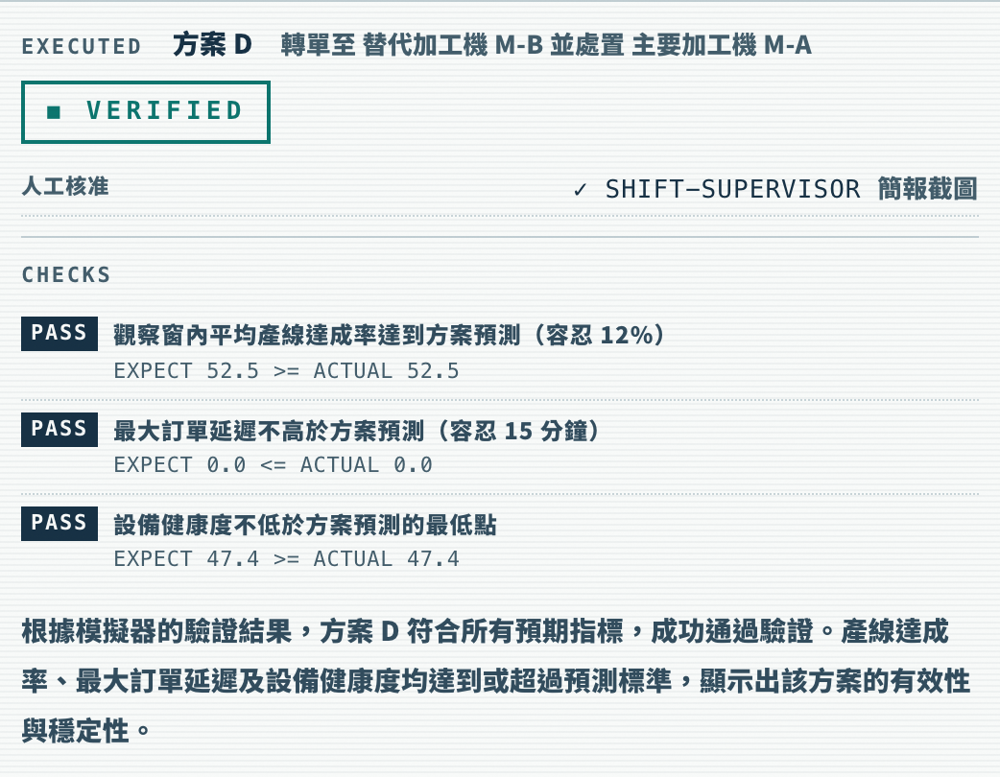 EXECUTED 方案 D 轉單至 替代加工機 M-B 並處置 主要加工機 M-A
■ VERIFIED
人工核准 ✓ SHIFT−SUPERVISOR 簡報截圖
CHECKS
PASS 觀察窗內平均產線達成率達到方案預測（容忍 12%）
EXPECT 52.5 >= ACTUAL 52.5
PASS 最大訂單延遲不高於方案預測（容忍 15 分鐘）
EXPECT 0.0 <= ACTUAL 0.0
PASS 設備健康度不低於方案預測的最低點
EXPECT 47.4 >= ACTUAL 47.4
根據模擬器的驗證結果，方案 D 符合所有預期指標，成功通過驗證。產線達成
率、最大訂單延遲及設備健康度均達到或超過預測標準，顯示出該方案的有效性
與穩定性。